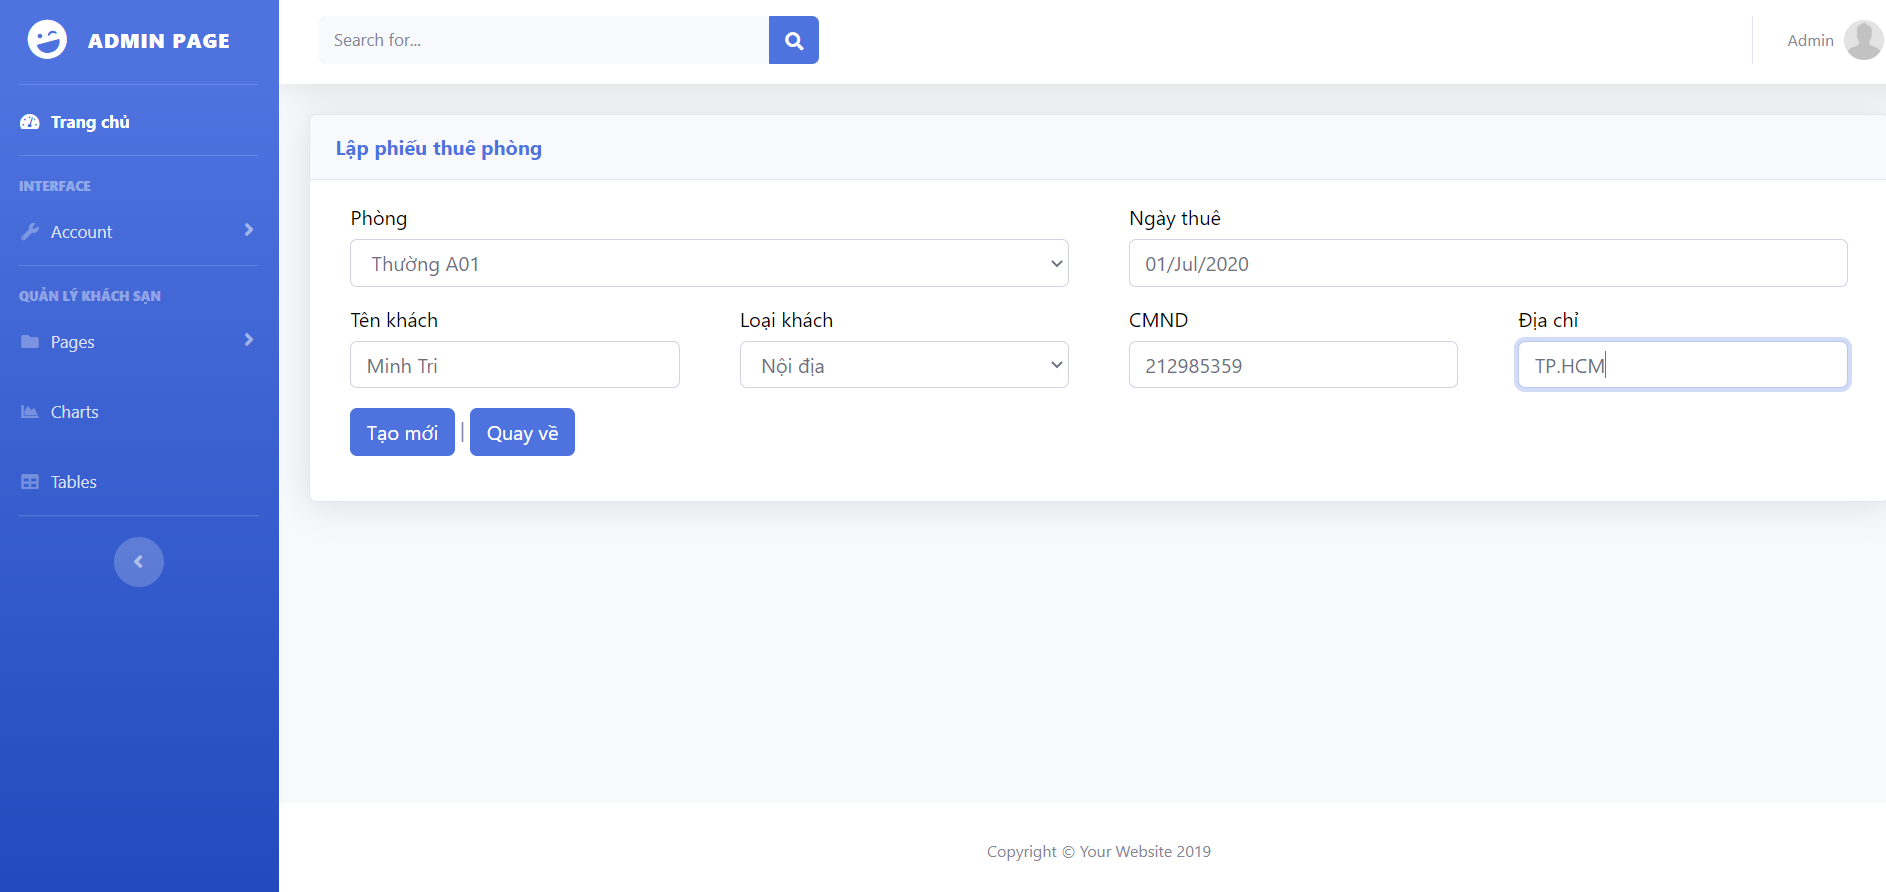 ADMIN PAGE
Search for...
Admin
Trang chủ
INTERFACE
Account
QUẢN LÝ KHÁCH SẠN
Pages
Charts
Tables
Lập phiếu thuê phòng
Phòng
Ngày thuê
Thường A01
01/Jul/2020
Tên khách
Loại khách
CMND
Địa chỉ
Minh Tri
Nội địa
212985359
TP.HCM
Tạo mới | Quay về
Copyright © Your Website 2019